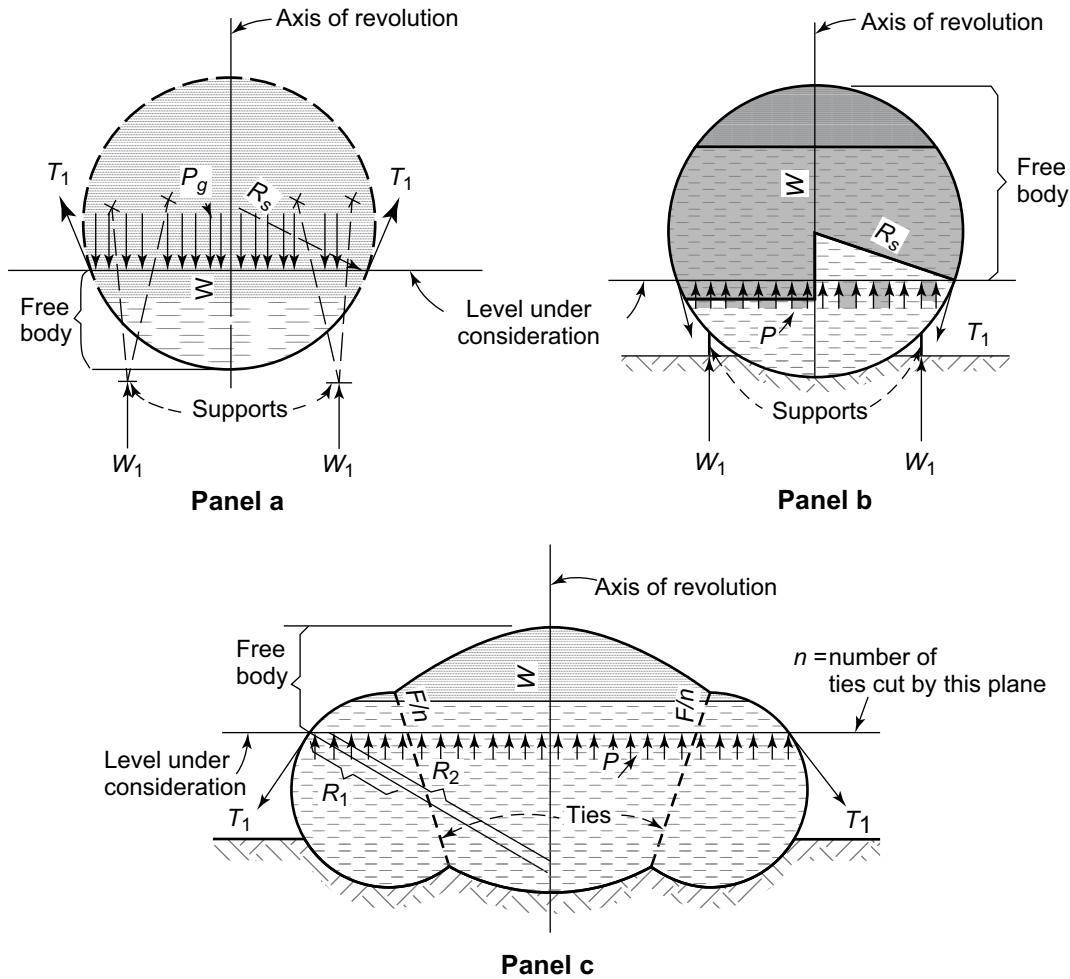 Axis of revolution
T1
Pg
Rs
T1
W
Free
body
Level under
consideration
Supports
W1
W1
Panel a
Axis of revolution
W
Free
body
Rs
P
T1
Supports
W1
W1
Panel b
Axis of revolution
Free
body
W
n =number of
ties cut by this plane
F/n
F/n
Level under
consideration
P
R1
R2
T1
Ties
T1
Panel c